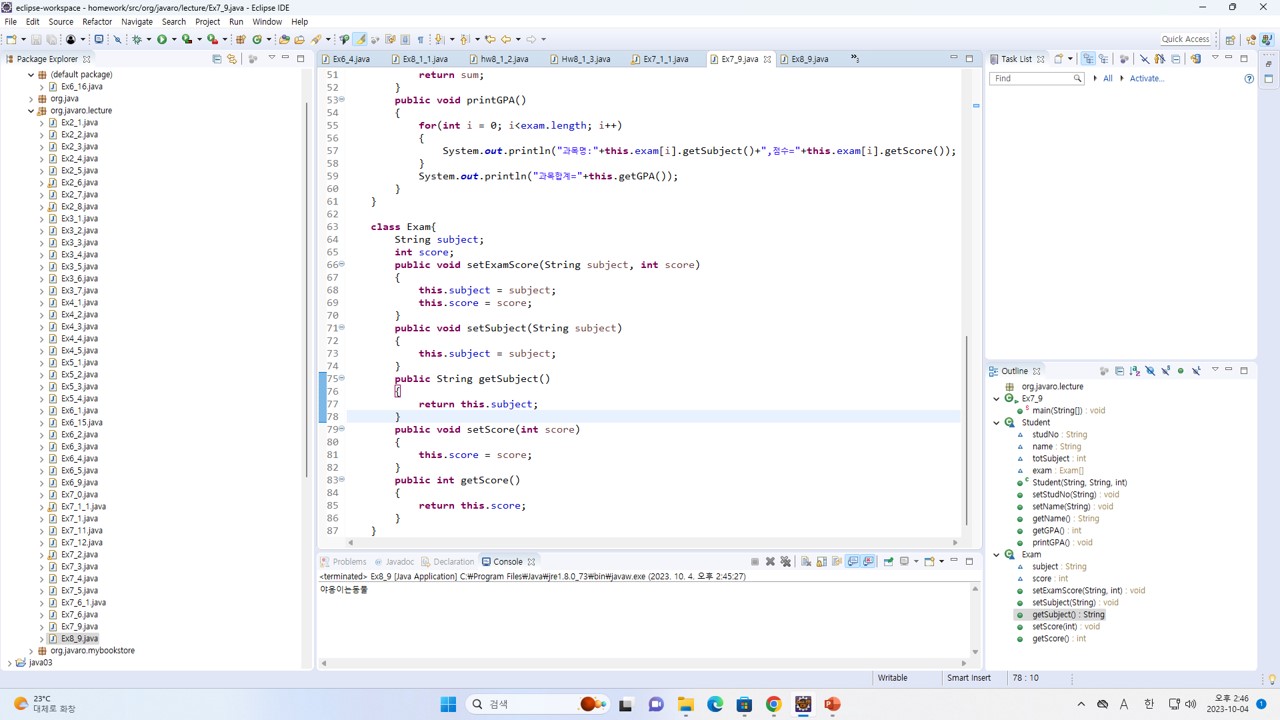 eclipse-workspace - homework/src/org/javaro/lecture/Ex7_9.java - Eclipse IDE
File Edit Source Refactor Navigate Search Project Run Window Help
Quick Access
Package Explorer
(default package)
Ex6_16.java
org.java
org.javaro.lecture
Ex2_1.java
Ex2_2.java
Ex2_3.java
Ex2_4.java
Ex2_5.java
Ex2_6.java
Ex2_7.java
Ex2_8.java
Ex3_1.java
Ex3_2.java
Ex3_3.java
Ex3_4.java
Ex3_5.java
Ex3_6.java
Ex3_7.java
Ex4_1.java
Ex4_2.java
Ex4_3.java
Ex4_4.java
Ex4_5.java
Ex5_1.java
Ex5_2.java
Ex5_3.java
Ex5_4.java
Ex6_1.java
Ex6_15.java
Ex6_2.java
Ex6_3.java
Ex6_4.java
Ex6_5.java
Ex6_9.java
Ex7_0.java
Ex7_1_1.java
Ex7_1.java
Ex7_11.java
Ex7_12.java
Ex7_2.java
Ex7_3.java
Ex7_4.java
Ex7_5.java
Ex7_6_1.java
Ex7_6.java
Ex7_9.java
Ex8_9.java
org.javaro.mybookstore
java03
Ex6_4.java Ex8_1_1.java hw8_1_2.java Hw8_1_3.java Ex7_1_1.java Ex7_9.java Ex8_9.java
51 return sum;
52 }
53 public void printGPA()
54 {
55 for(int i = 0; i<exam.length; i++)
56 {
57 System.out.println("과목명:"+this.exam[i].getSubject()+",점수="+this.exam[i].getScore());
58 }
59 System.out.println("과목합계="+this.getGPA());
60 }
61 }
62
63 class Exam{
64 String subject;
65 int score;
66 public void setExamScore(String subject, int score)
67 {
68 this.subject = subject;
69 this.score = score;
70 }
71 public void setSubject(String subject)
72 {
73 this.subject = subject;
74 }
75 public String getSubject()
76 {
77 return this.subject;
78 }
79 public void setScore(int score)
80 {
81 this.score = score;
82 }
83 public int getScore()
84 {
85 return this.score;
86 }
87 }
Problems Javadoc Declaration Console
<terminated> Ex8_9 [Java Application] C:\Program Files\Java\jre1.8.0_73\bin\javaw.exe (2023. 10. 4. 오후 2:45:27)
야옹이는동물
Task List
Find All Activate...
Outline
org.javaro.lecture
Ex7_9
main(String[]) : void
Student
studNo : String
name : String
totSubject : int
exam : Exam[]
Student(String, String, int)
setStudNo(String) : void
setName(String) : void
getName() : String
getGPA() : int
printGPA() : void
Exam
subject : String
score : int
setExamScore(String, int) : void
setSubject(String) : void
getSubject() : String
setScore(int) : void
getScore() : int
Writable Smart Insert 78 : 10
23°C
대체로 화창
검색
A 한
오후 2:46
2023-10-04